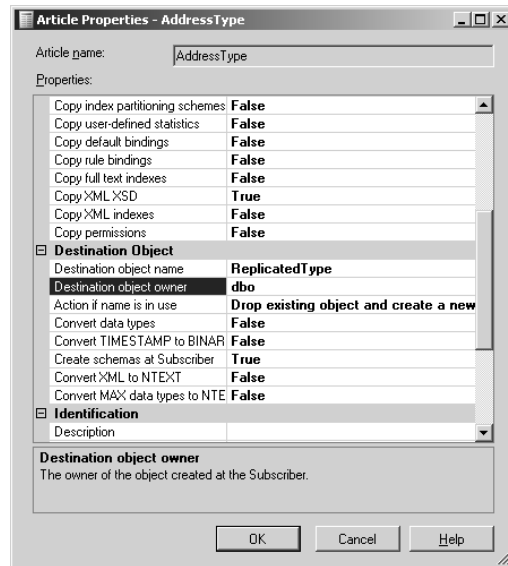 Article Properties - AddressType
Article name: AddressType
Properties:
Copy index partitioning schemes False
Copy user-defined statistics False
Copy default bindings False
Copy rule bindings False
Copy full text indexes False
Copy XML XSD True
Copy XML indexes False
Copy permissions False
Destination Object
Destination object name ReplicatedType
Destination object owner dbo
Action if name is in use Drop existing object and create a new
Convert data types False
Convert TIMESTAMP to BINAR False
Create schemas at Subscriber True
Convert XML to NTEXT False
Convert MAX data types to NTE False
Identification
Description
Destination object owner
The owner of the object created at the Subscriber.
OK Cancel Help